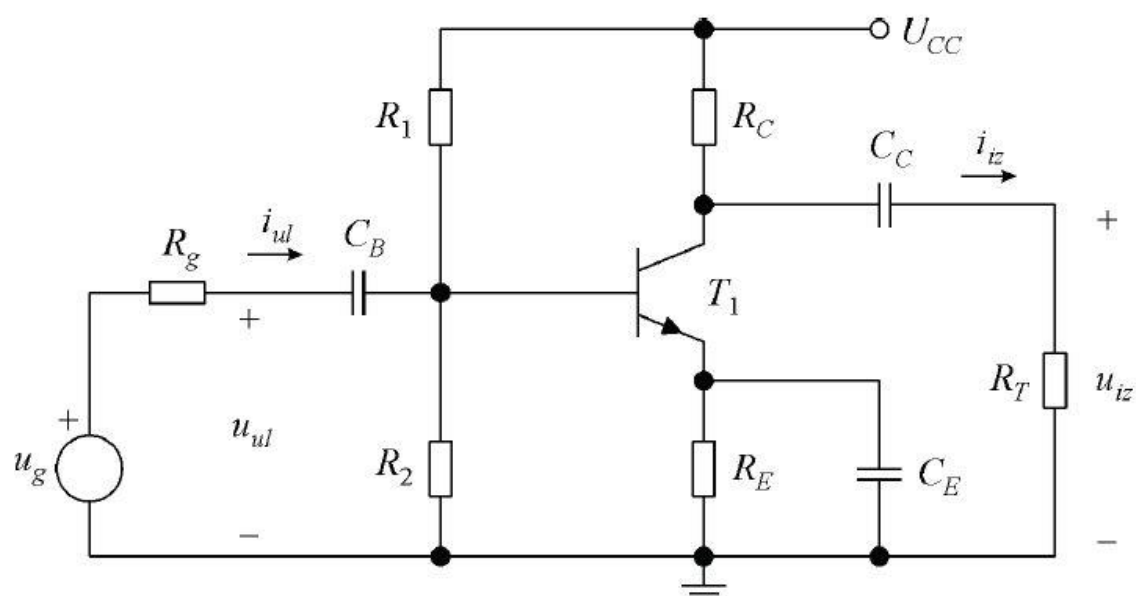 U_CC
R_1
R_C
C_C
i_iz
+
R_g
i_ul
C_B
T_1
+
+
u_g
u_ul
R_2
R_E
C_E
R_T
u_iz
−
−